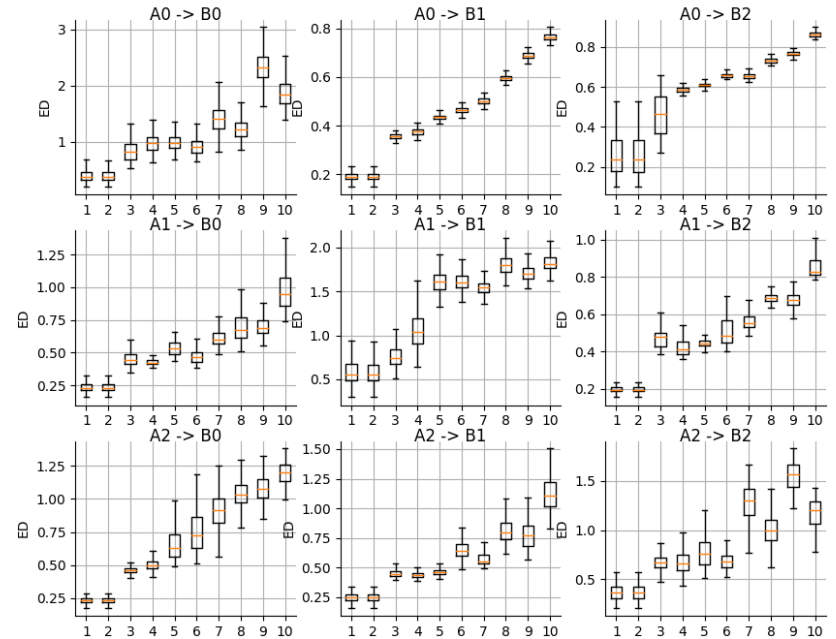 A0 -> B0
A0 -> B1
A0 -> B2
3
2
1
ED
1 2 3 4 5 6 7 8 9 10
0.8
0.6
0.4
0.2
ED
1 2 3 4 5 6 7 8 9 10
0.8
0.6
0.4
0.2
ED
1 2 3 4 5 6 7 8 9 10
A1 -> B0
A1 -> B1
A1 -> B2
1.25
1.00
0.75
0.50
0.25
ED
1 2 3 4 5 6 7 8 9 10
2.0
1.5
1.0
0.5
ED
1 2 3 4 5 6 7 8 9 10
1.0
0.8
0.6
0.4
0.2
ED
1 2 3 4 5 6 7 8 9 10
A2 -> B0
A2 -> B1
A2 -> B2
1.25
1.00
0.75
0.50
0.25
ED
1 2 3 4 5 6 7 8 9 10
1.50
1.25
1.00
0.75
0.50
0.25
ED
1 2 3 4 5 6 7 8 9 10
1.5
1.0
0.5
ED
1 2 3 4 5 6 7 8 9 10